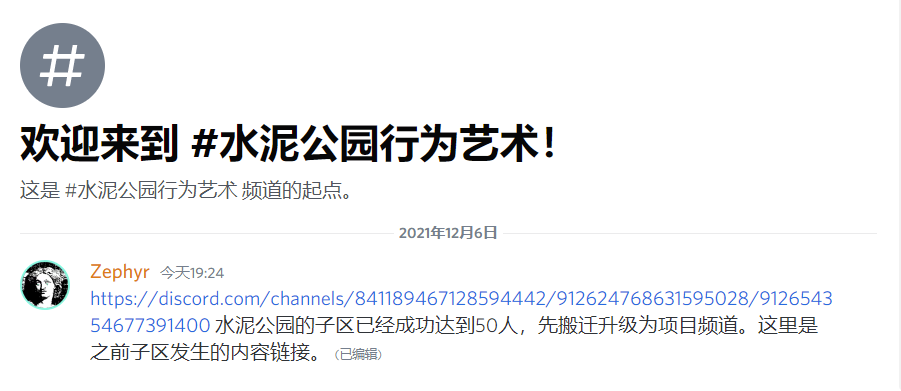 #
欢迎来到 #水泥公园行为艺术！
这是 #水泥公园行为艺术 频道的起点。
2021年12月6日
Zephyr 今天19:24
https://discord.com/channels/841189467128594442/912624768631595028/9126543
54677391400 水泥公园的子区已经成功达到50人，先搬迁升级为项目频道。这里是
之前子区发生的内容链接。（已编辑）